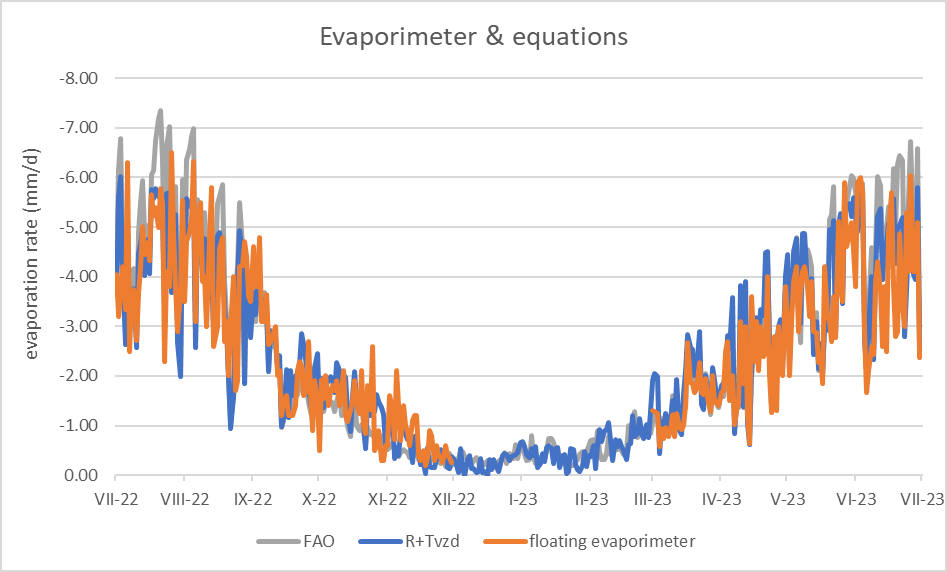 Evaporimeter & equations
evaporation rate (mm/d)
-8.00
-7.00
-6.00
-5.00
-4.00
-3.00
-2.00
-1.00
0.00
VII-22 VIII-22 IX-22 X-22 XI-22 XII-22 I-23 II-23 III-23 IV-23 V-23 VI-23 VII-23
FAO R+Tvzd floating evaporimeter